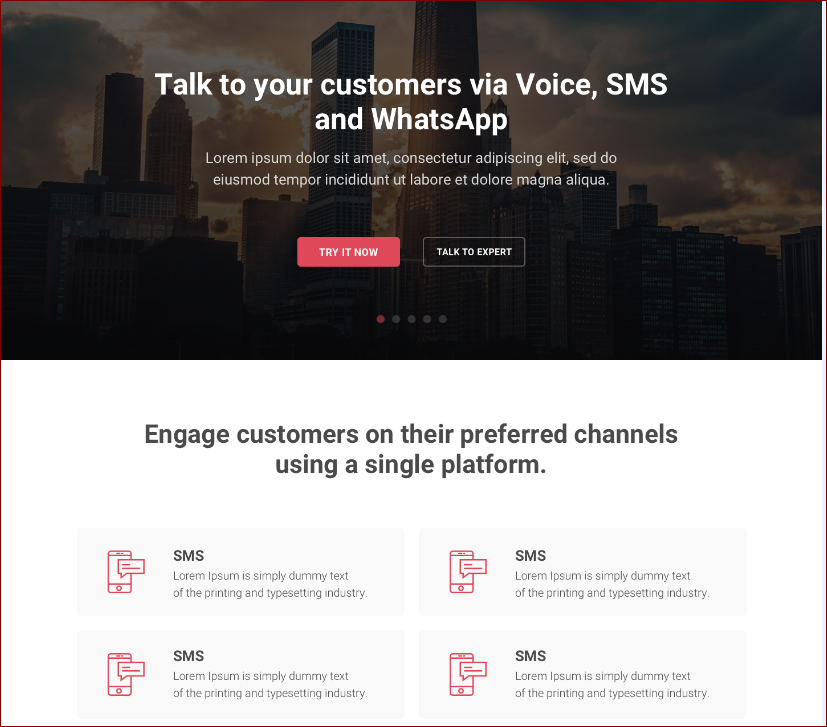 Talk to your customers via Voice, SMS
and WhatsApp
Lorem ipsum dolor sit amet, consectetur adipiscing elit, sed do
eiusmod tempor incididunt ut labore et dolore magna aliqua.
TRY IT NOW
TALK TO EXPERT
Engage customers on their preferred channels
using a single platform.
SMS
Lorem Ipsum is simply dummy text
of the printing and typesetting industry.
SMS
Lorem Ipsum is simply dummy text
of the printing and typesetting industry.
SMS
Lorem Ipsum is simply dummy text
of the printing and typesetting industry.
SMS
Lorem Ipsum is simply dummy text
of the printing and typesetting industry.